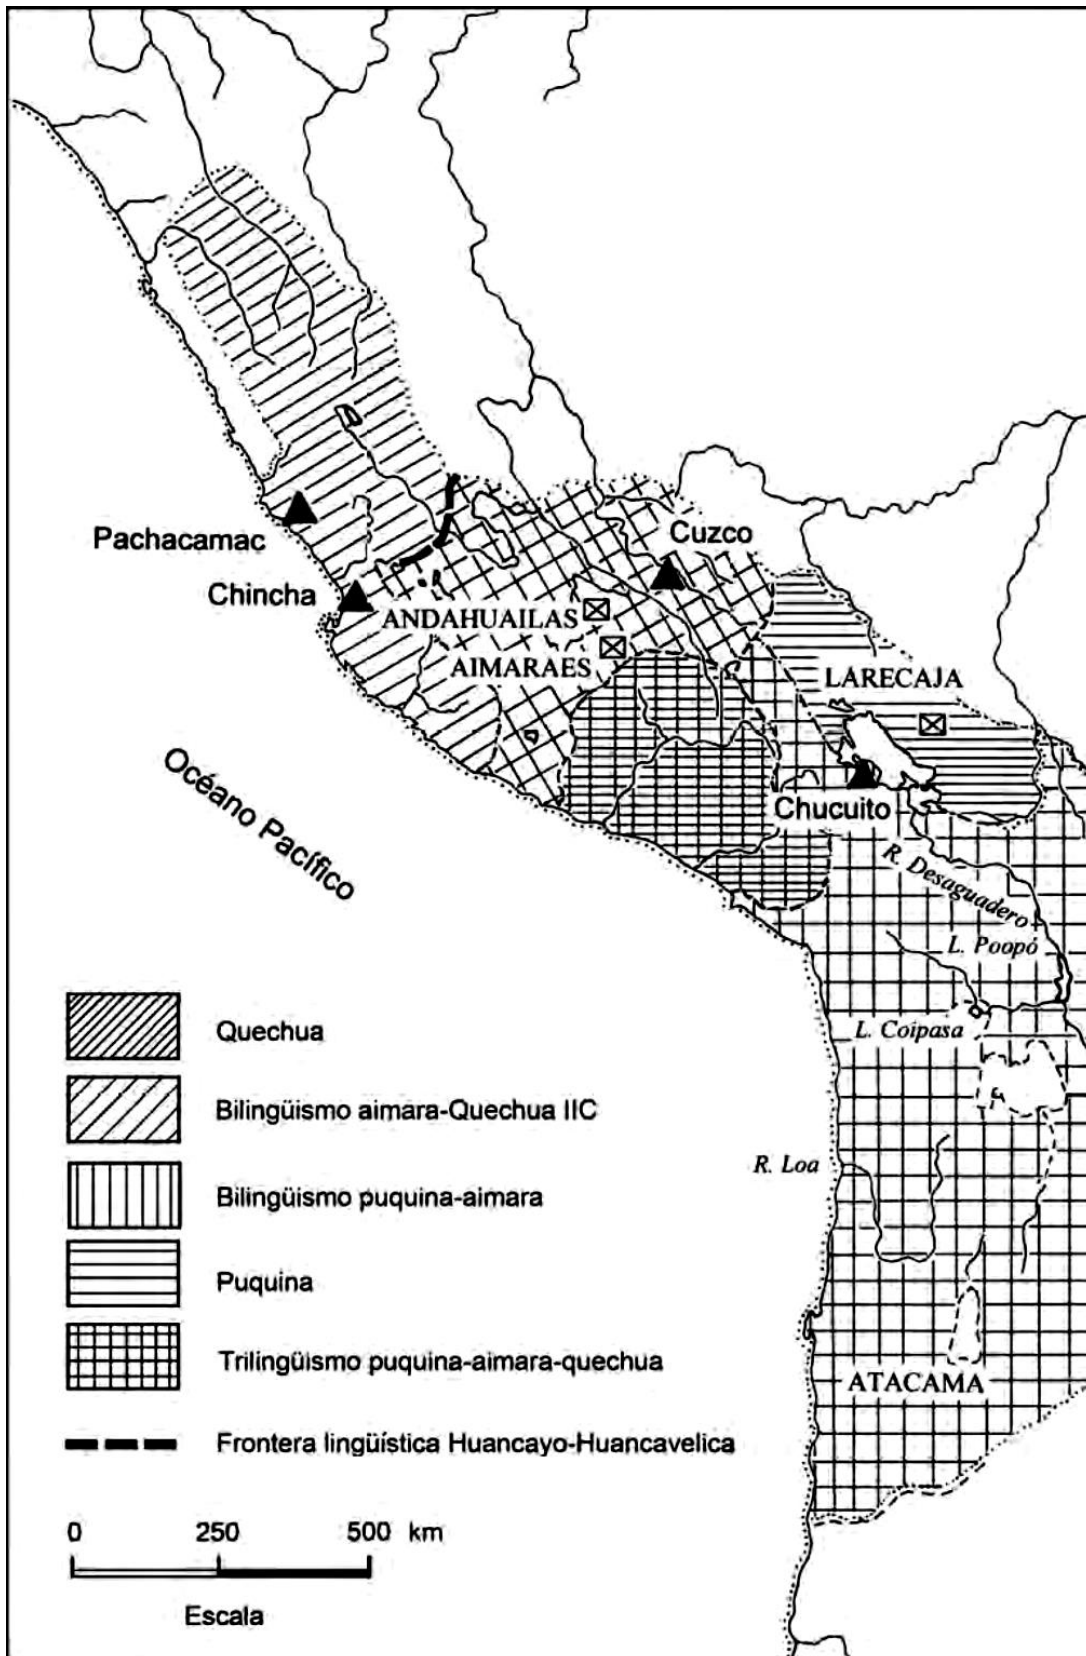 Cuzco
Pachacamac
Chincha
ANDAHUAILAS
AIMARAES
LARECAJA
Océano Pacífico
Chucuito
R. Desaguadero
L. Poopó
L. Coipasa
R. Loa
ATACAMA
Quechua
Bilingüismo aimara-Quechua IIC
Bilingüismo puquina-aimara
Puquina
Trilingüismo puquina-aimara-quechua
Frontera lingüística Huancayo-Huancavelica
0 250 500 km
Escala